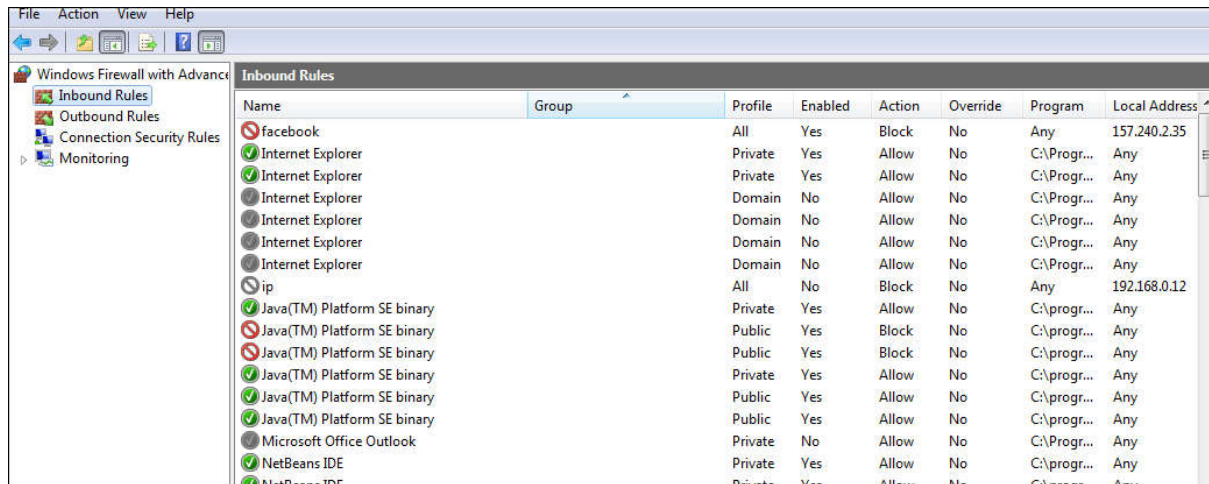 File Action View Help
Windows Firewall with Advance
Inbound Rules
Outbound Rules
Connection Security Rules
Monitoring
Inbound Rules
Name Group Profile Enabled Action Override Program Local Address
facebook All Yes Block No Any 157.240.2.35
Internet Explorer Private Yes Allow No C:\Progr... Any
Internet Explorer Private Yes Allow No C:\Progr... Any
Internet Explorer Domain No Allow No C:\Progr... Any
Internet Explorer Domain No Allow No C:\Progr... Any
Internet Explorer Domain No Allow No C:\Progr... Any
Internet Explorer Domain No Allow No C:\Progr... Any
ip All No Block No Any 192.168.0.12
Java(TM) Platform SE binary Private Yes Allow No C:\progr... Any
Java(TM) Platform SE binary Public Yes Block No C:\progr... Any
Java(TM) Platform SE binary Public Yes Block No C:\progr... Any
Java(TM) Platform SE binary Private Yes Allow No C:\progr... Any
Java(TM) Platform SE binary Public Yes Allow No C:\progr... Any
Java(TM) Platform SE binary Public Yes Allow No C:\progr... Any
Microsoft Office Outlook Private No Allow No C:\Progr... Any
NetBeans IDE Private Yes Allow No C:\progr... Any